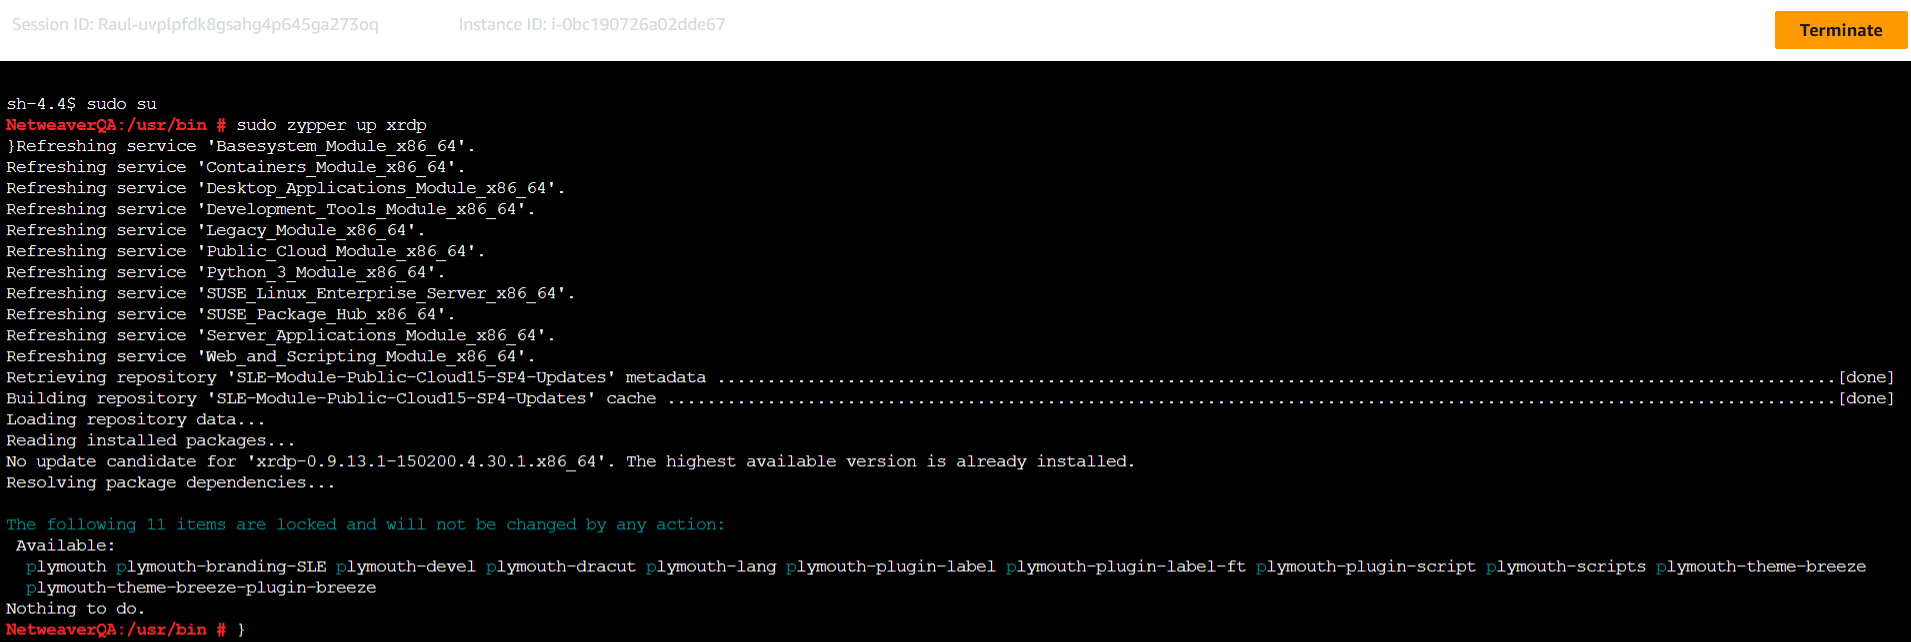 Session ID: Raul-uvplpfdk8gsahg4p645ga273oq Instance ID: i-0bc190726a02dde67
Terminate
sh-4.4$ sudo su
NetweaverQA:/usr/bin # sudo zypper up xrdp
}Refreshing service 'Basesystem_Module_x86_64'.
Refreshing service 'Containers_Module_x86_64'.
Refreshing service 'Desktop_Applications_Module_x86_64'.
Refreshing service 'Development_Tools_Module_x86_64'.
Refreshing service 'Legacy_Module_x86_64'.
Refreshing service 'Public_Cloud_Module_x86_64'.
Refreshing service 'Python_3_Module_x86_64'.
Refreshing service 'SUSE_Linux_Enterprise_Server_x86_64'.
Refreshing service 'SUSE_Package_Hub_x86_64'.
Refreshing service 'Server_Applications_Module_x86_64'.
Refreshing service 'Web_and_Scripting_Module_x86_64'.
Retrieving repository 'SLE-Module-Public-Cloud15-SP4-Updates' metadata ................................................................................................................[done]
Building repository 'SLE-Module-Public-Cloud15-SP4-Updates' cache .....................................................................................................................[done]
Loading repository data...
Reading installed packages...
No update candidate for 'xrdp-0.9.13.1-150200.4.30.1.x86_64'. The highest available version is already installed.
Resolving package dependencies...
The following 11 items are locked and will not be changed by any action:
Available:
plymouth plymouth-branding-SLE plymouth-devel plymouth-dracut plymouth-lang plymouth-plugin-label plymouth-plugin-label-ft plymouth-plugin-script plymouth-scripts plymouth-theme-breeze
plymouth-theme-breeze-plugin-breeze
Nothing to do.
NetweaverQA:/usr/bin # }